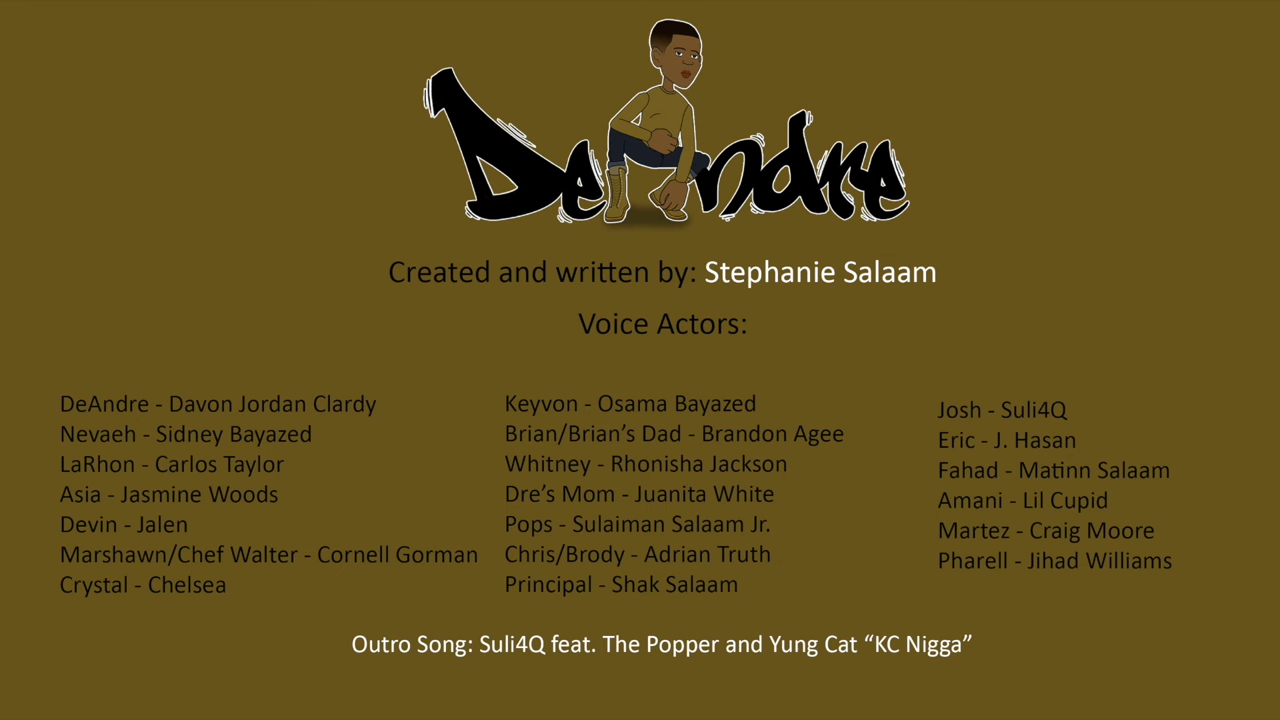 DeAndre
Created and written by: Stephanie Salaam
Voice Actors:
DeAndre - Davon Jordan Clardy
Nevaeh - Sidney Bayazed
LaRhon - Carlos Taylor
Asia - Jasmine Woods
Devin - Jalen
Marshawn/Chef Walter - Cornell Gorman
Crystal - Chelsea
Keyvon - Osama Bayazed
Brian/Brian’s Dad - Brandon Agee
Whitney - Rhonisha Jackson
Dre’s Mom - Juanita White
Pops - Sulaiman Salaam Jr.
Chris/Brody - Adrian Truth
Principal - Shak Salaam
Josh - Suli4Q
Eric - J. Hasan
Fahad - Matinn Salaam
Amani - Lil Cupid
Martez - Craig Moore
Pharell - Jihad Williams
Outro Song: Suli4Q feat. The Popper and Yung Cat “KC Nigga”